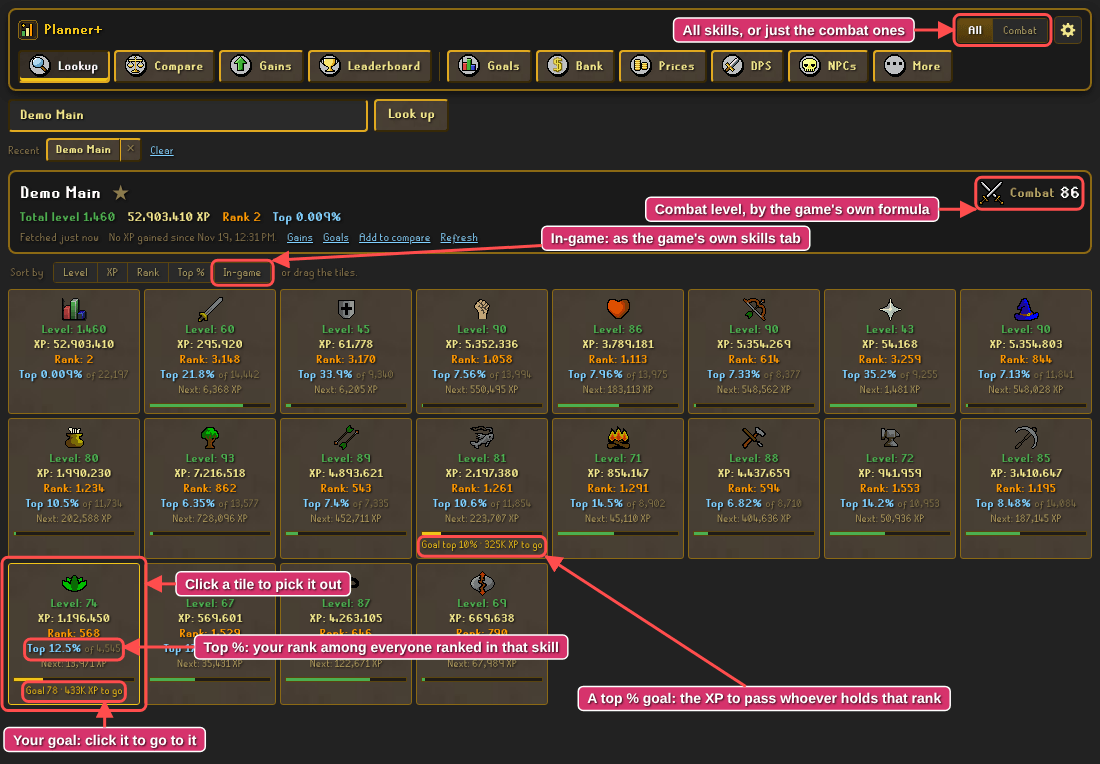 Planner+
All skills, or just the combat ones
All Combat
Lookup Compare Gains Leaderboard Goals Bank Prices DPS NPCs More
Demo Main Look up
Recent Demo Main × Clear
Demo Main ★ Combat 86
Total level 1,460 52,903,410 XP Rank 2 Top 0.009%
Combat level, by the game's own formula
Fetched just now No XP gained since Nov 19, 12:31 PM. Gains Goals Add to compare Refresh
In-game: as the game's own skills tab
Sort by Level XP Rank Top % In-game or drag the tiles.
Level: 1,460
XP: 52,903,410
Rank: 2
Top 0.009% of 22,197
Level: 60
XP: 295,920
Rank: 3,148
Top 21.8% of 14,442
Next: 6,368 XP
Level: 45
XP: 61,778
Rank: 3,170
Top 33.9% of 9,340
Next: 6,205 XP
Level: 90
XP: 5,352,336
Rank: 1,058
Top 7.56% of 13,994
Next: 550,495 XP
Level: 86
XP: 3,789,181
Rank: 1,113
Top 7.96% of 13,975
Next: 183,113 XP
Level: 90
XP: 5,354,269
Rank: 614
Top 7.33% of 8,377
Next: 548,562 XP
Level: 43
XP: 54,168
Rank: 3,259
Top 35.2% of 9,255
Next: 1,481 XP
Level: 90
XP: 5,354,803
Rank: 844
Top 7.13% of 11,841
Next: 548,028 XP
Level: 80
XP: 1,990,230
Rank: 1,234
Top 10.5% of 11,734
Next: 202,588 XP
Level: 93
XP: 7,216,518
Rank: 862
Top 6.35% of 13,577
Next: 728,096 XP
Level: 89
XP: 4,893,621
Rank: 543
Top 7.4% of 7,335
Next: 452,711 XP
Level: 81
XP: 2,197,380
Rank: 1,261
Top 10.6% of 11,854
Next: 223,707 XP
Goal top 10% · 325K XP to go
Level: 71
XP: 854,147
Rank: 1,291
Top 14.5% of 8,902
Next: 45,110 XP
Level: 88
XP: 4,437,659
Rank: 594
Top 6.82% of 8,710
Next: 404,636 XP
Level: 72
XP: 941,959
Rank: 1,553
Top 14.2% of 10,953
Next: 50,936 XP
Level: 85
XP: 3,410,647
Rank: 1,195
Top 8.48% of 14,084
Next: 187,145 XP
Click a tile to pick it out
Level: 74
XP: 1,196,450
Rank: 568
Top 12.5% of 4,545
Next: 13,971 XP
Goal 78 · 433K XP to go
Level: 67
XP: 569,601
Rank: 1,529
Next: 35,431 XP
Level: 87
XP: 4,263,105
Rank: 646
Next: 122,671 XP
Level: 69
XP: 669,638
Rank: 790
Next: 67,989 XP
Top %: your rank among everyone ranked in that skill
A top % goal: the XP to pass whoever holds that rank
Your goal: click it to go to it